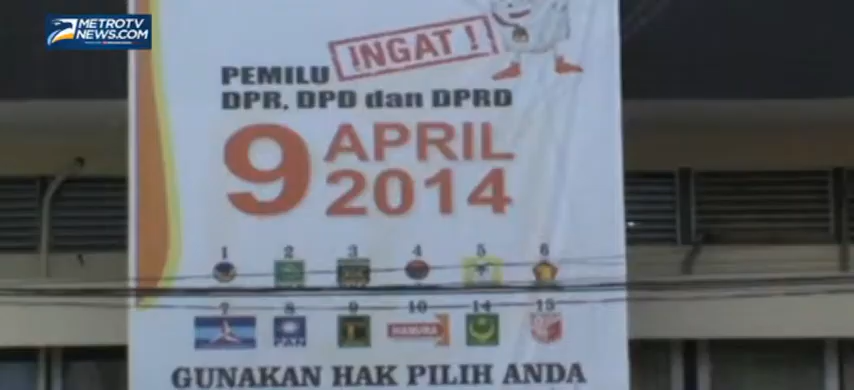 METROTV
NEWS.COM
INGAT !
PEMILU
DPR, DPD dan DPRD
9 APRIL
2014
1 2 3 4 5 6
7 8 9 10 14 15
PAN HANURA
GUNAKAN HAK PILIH ANDA